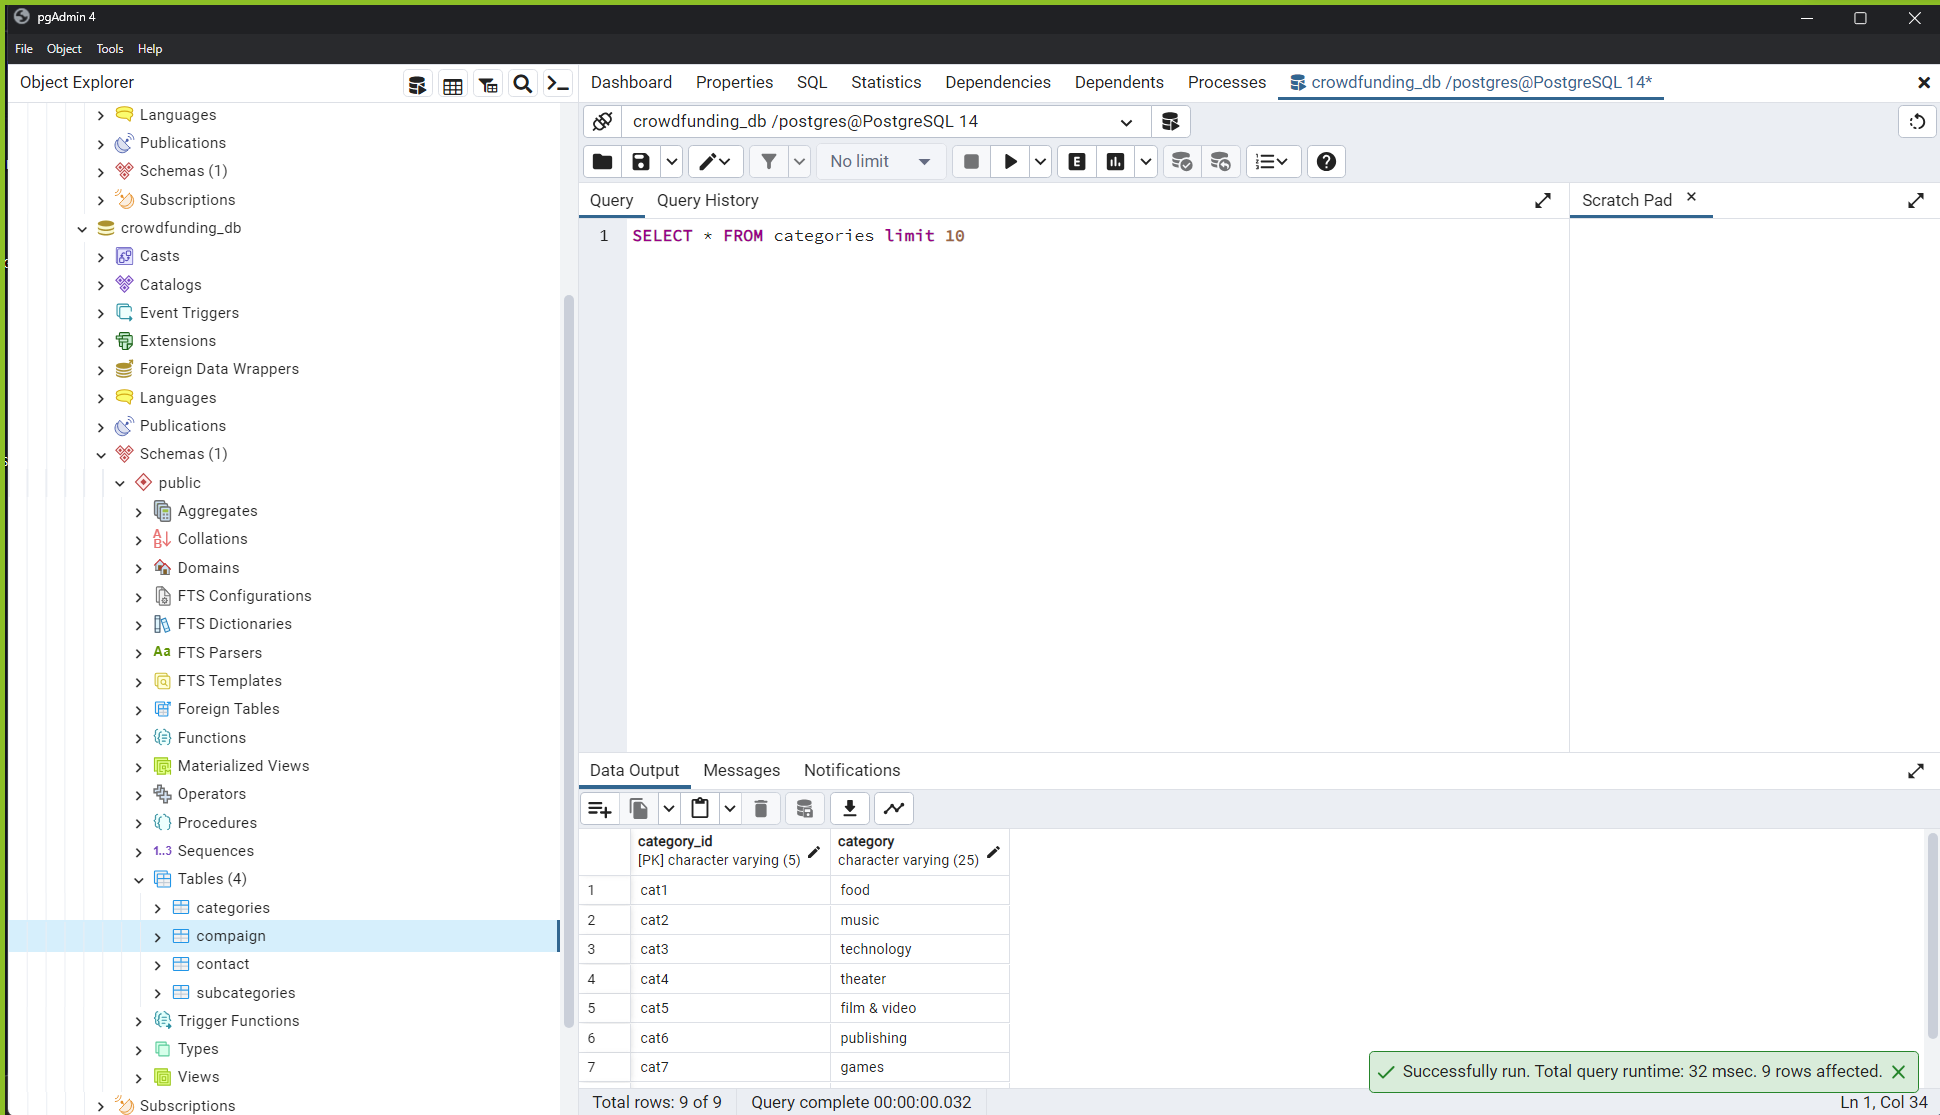 pgAdmin 4
File Object Tools Help
Object Explorer
Languages
Publications
Schemas (1)
Subscriptions
crowdfunding_db
Casts
Catalogs
Event Triggers
Extensions
Foreign Data Wrappers
Languages
Publications
Schemas (1)
public
Aggregates
Collations
Domains
FTS Configurations
FTS Dictionaries
Aa FTS Parsers
FTS Templates
Foreign Tables
Functions
Materialized Views
Operators
Procedures
1..3 Sequences
Tables (4)
categories
compaign
contact
subcategories
Trigger Functions
Types
Views
Subscriptions
Dashboard Properties SQL Statistics Dependencies Dependents Processes crowdfunding_db /postgres@PostgreSQL 14*
crowdfunding_db /postgres@PostgreSQL 14
No limit
E
Query Query History
Scratch Pad
1 SELECT * FROM categories limit 10
Data Output Messages Notifications
category_id category
[PK] character varying (5) character varying (25)
1 cat1 food
2 cat2 music
3 cat3 technology
4 cat4 theater
5 cat5 film & video
6 cat6 publishing
7 cat7 games
Successfully run. Total query runtime: 32 msec. 9 rows affected.
Total rows: 9 of 9 Query complete 00:00:00.032 Ln 1, Col 34